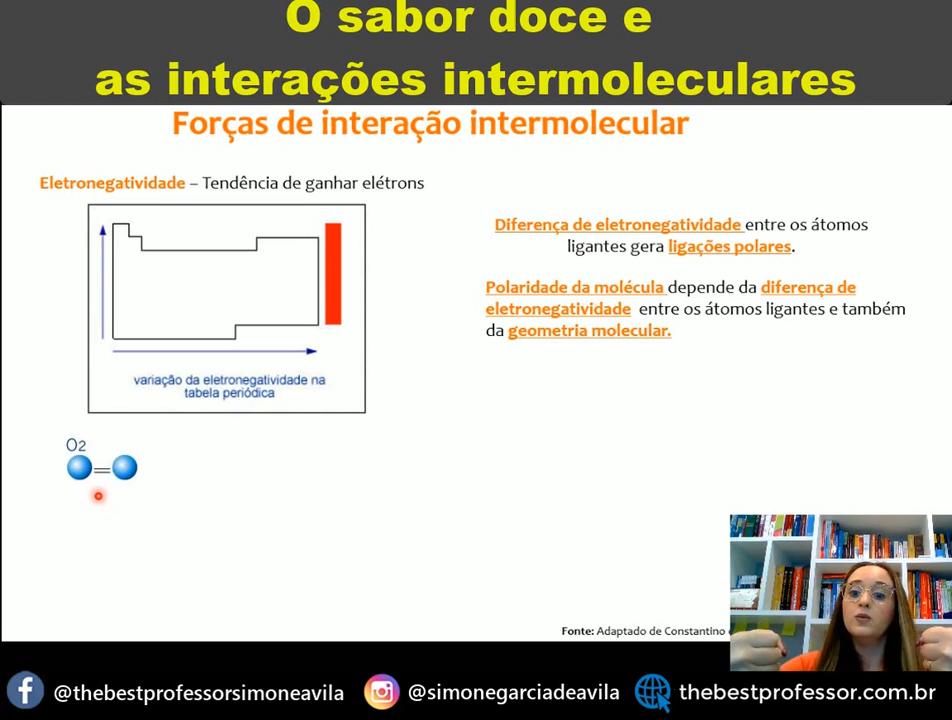 O sabor doce e
as interações intermoleculares
Forças de interação intermolecular
Eletronegatividade – Tendência de ganhar elétrons
variação da eletronegatividade na
tabela periódica
Diferença de eletronegatividade entre os átomos
ligantes gera ligações polares.
Polaridade da molécula depende da diferença de
eletronegatividade entre os átomos ligantes e também
da geometria molecular.
O2
Fonte: Adaptado de Constantino
@thebestprofessorsimoneavila
@simonegarciadeavila
thebestprofessor.com.br